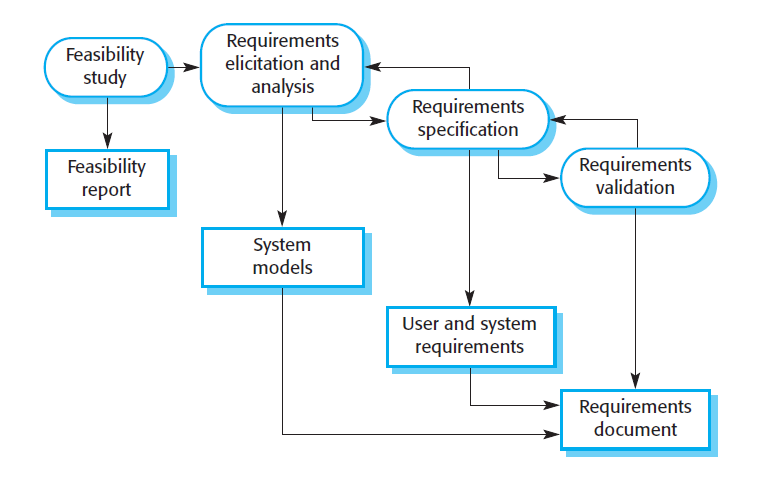 Feasibility
study
Requirements
elicitation and
analysis
Requirements
specification
Requirements
validation
Feasibility
report
System
models
User and system
requirements
Requirements
document